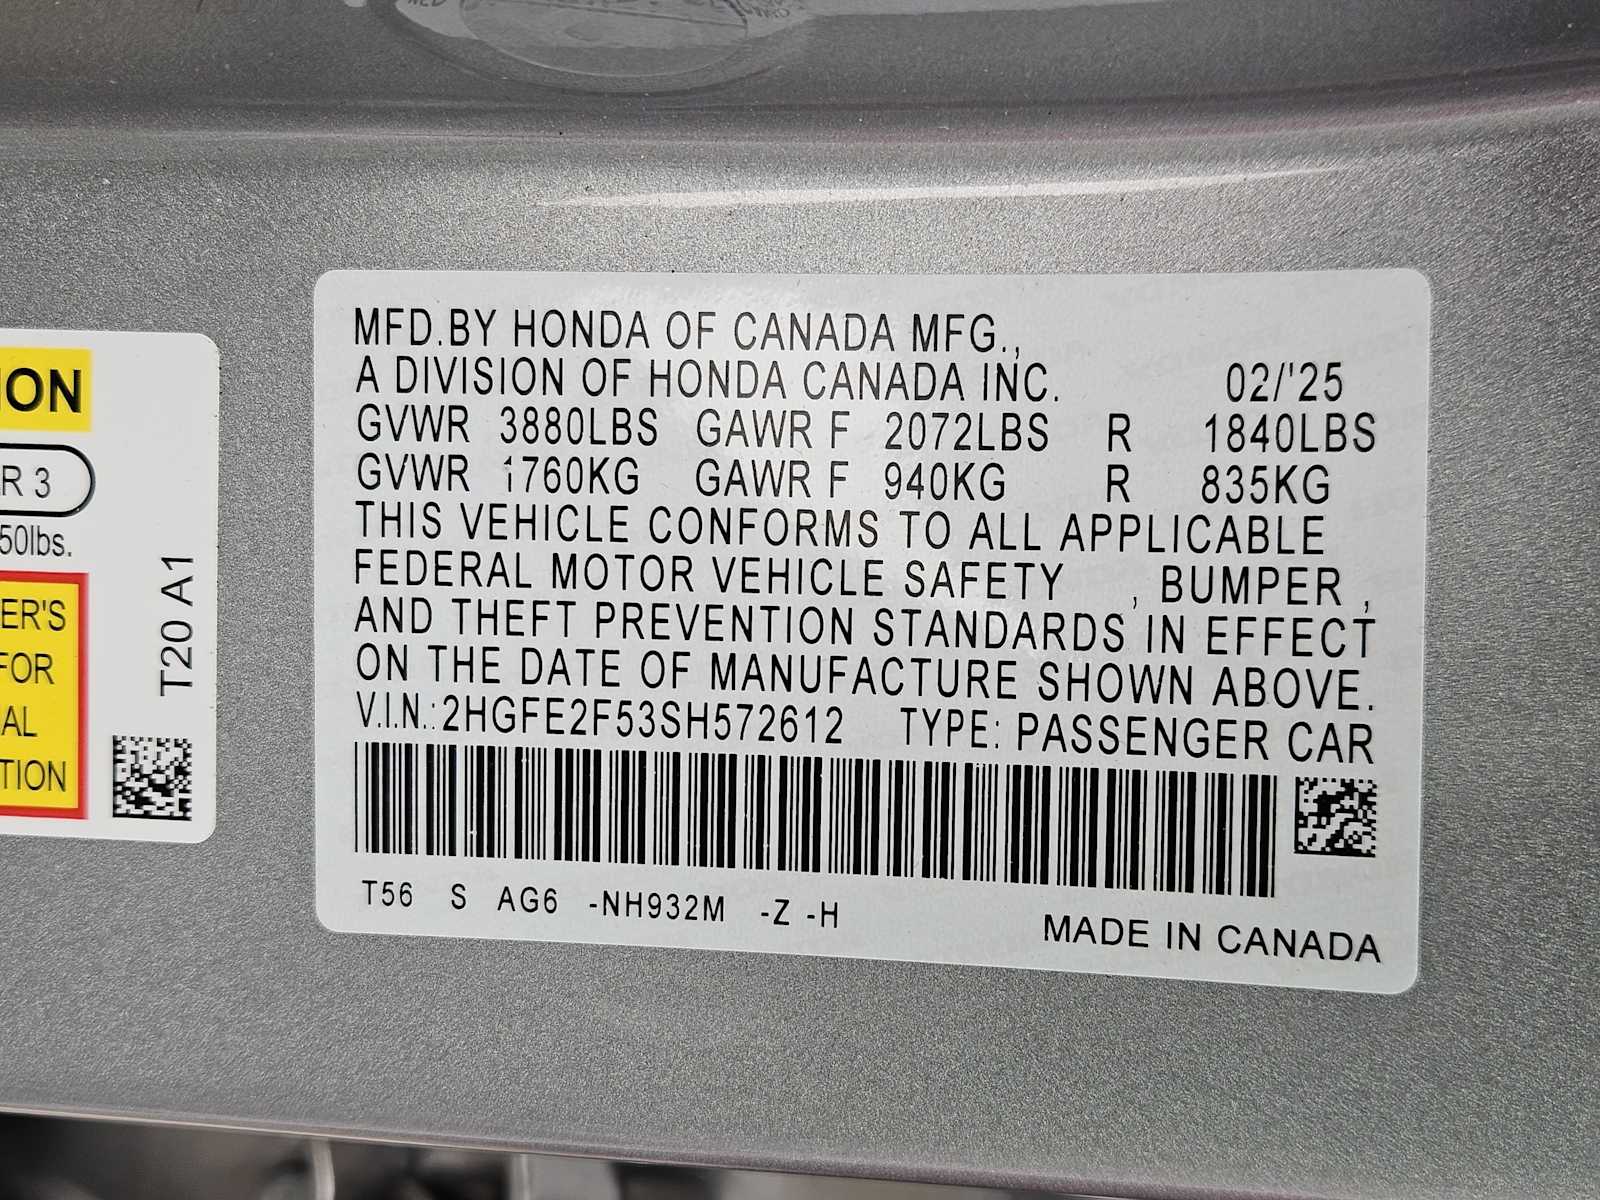 ION
R 3
50lbs.
ER'S
FOR
AL
TION
T20 A1
MFD.BY HONDA OF CANADA MFG.,
A DIVISION OF HONDA CANADA INC. 02/'25
GVWR 3880LBS GAWR F 2072LBS R 1840LBS
GVWR 1760KG GAWR F 940KG R 835KG
THIS VEHICLE CONFORMS TO ALL APPLICABLE
FEDERAL MOTOR VEHICLE SAFETY , BUMPER ,
AND THEFT PREVENTION STANDARDS IN EFFECT
ON THE DATE OF MANUFACTURE SHOWN ABOVE.
V.I.N.:2HGFE2F53SH572612 TYPE: PASSENGER CAR
T56 S AG6 -NH932M -Z -H
MADE IN CANADA